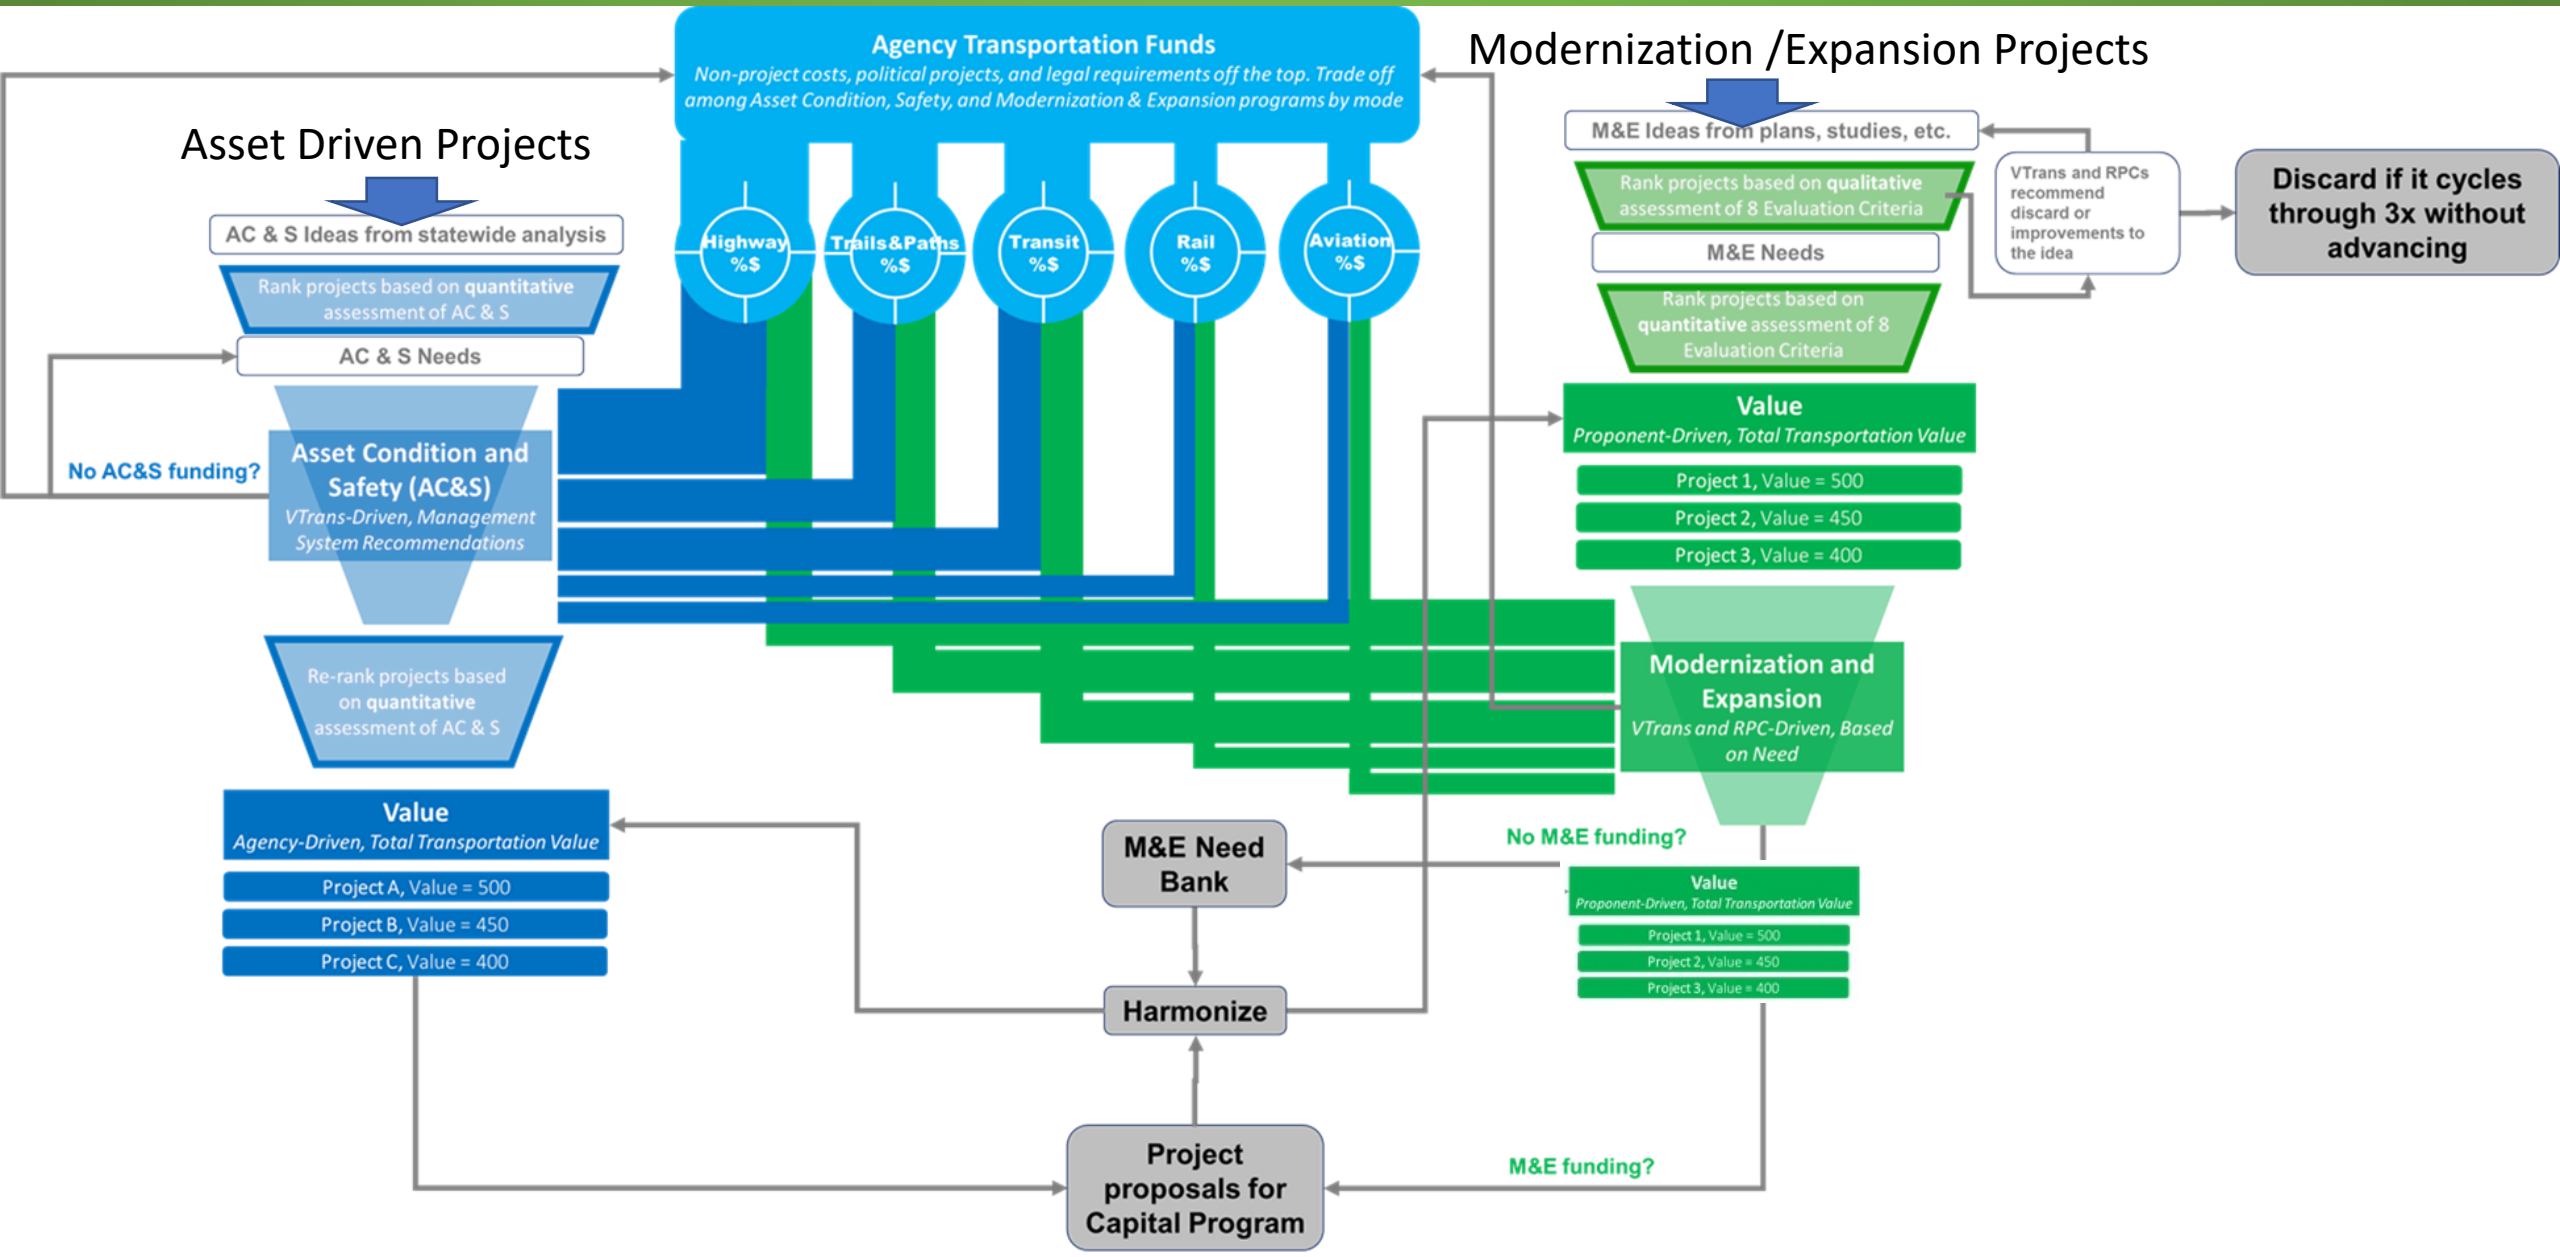 Agency Transportation Funds
Non-project costs, political projects, and legal requirements off the top. Trade off
among Asset Condition, Safety, and Modernization & Expansion programs by mode
Modernization /Expansion Projects
Asset Driven Projects
AC & S Ideas from statewide analysis
Rank projects based on quantitative
assessment of AC & S
AC & S Needs
No AC&S funding?
Asset Condition and
Safety (AC&S)
VTrans-Driven, Management
System Recommendations
Re-rank projects based
on quantitative
assessment of AC & S
Value
Agency-Driven, Total Transportation Value
Project A, Value = 500
Project B, Value = 450
Project C, Value = 400
Highway
%$
Trails&Paths
%$
Transit
%$
Rail
%$
Aviation
%$
M&E Ideas from plans, studies, etc.
Rank projects based on qualitative
assessment of 8 Evaluation Criteria
M&E Needs
Rank projects based on
quantitative assessment of 8
Evaluation Criteria
VTrans and RPCs
recommend
discard or
improvements to
the idea
Discard if it cycles
through 3x without
advancing
Value
Proponent-Driven, Total Transportation Value
Project 1, Value = 500
Project 2, Value = 450
Project 3, Value = 400
Modernization and
Expansion
VTrans and RPC-Driven, Based
on Need
No M&E funding?
Value
Proponent-Driven, Total Transportation Value
Project 1, Value = 500
Project 2, Value = 450
Project 3, Value = 400
M&E Need
Bank
Harmonize
Project
proposals for
Capital Program
M&E funding?